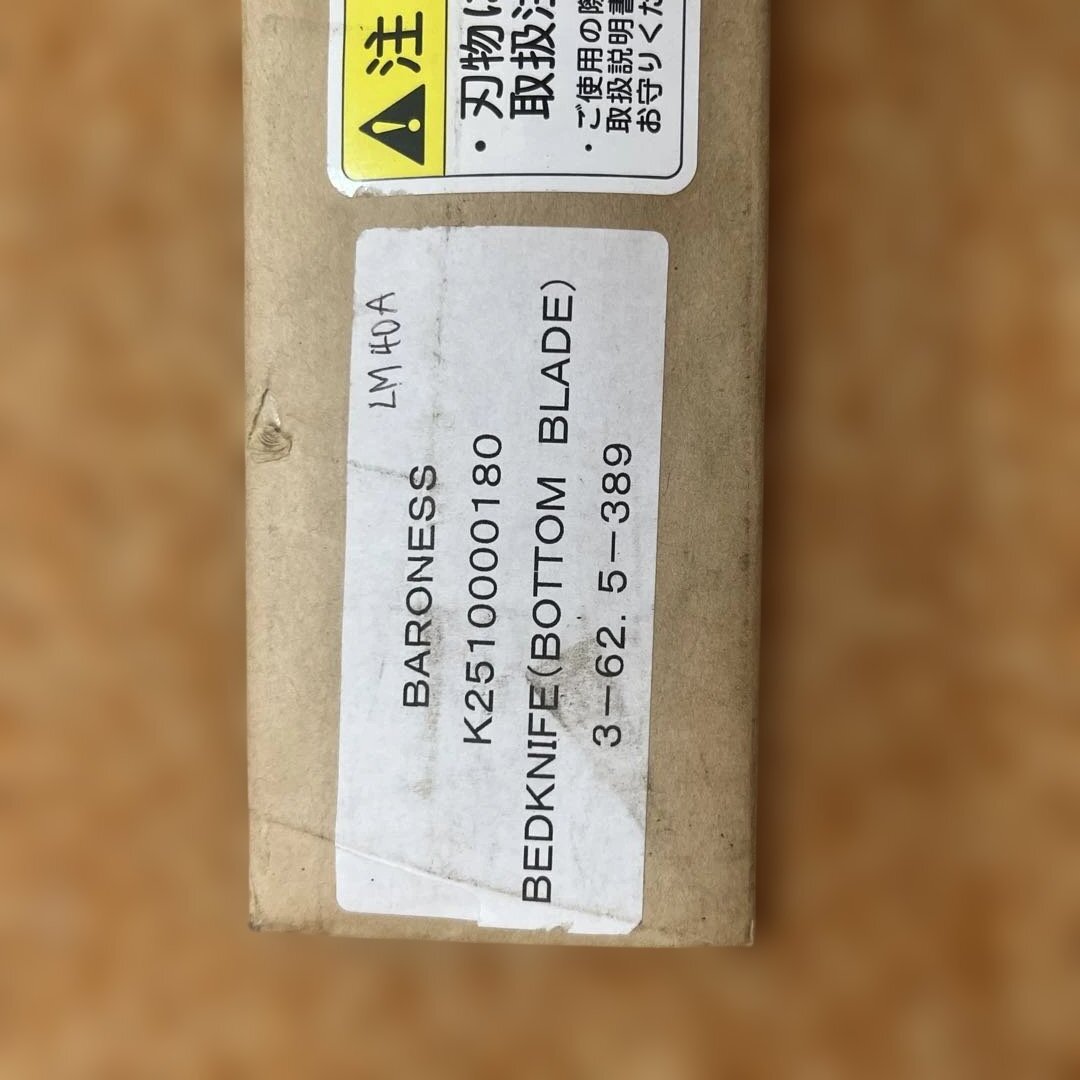 注
・刃物に
取扱注
・ご使用の際
取扱説明書
お守りくだ
LM40A
BARONESS
K2510000180
BEDKNIFE(BOTTOM BLADE)
3-62.5-389